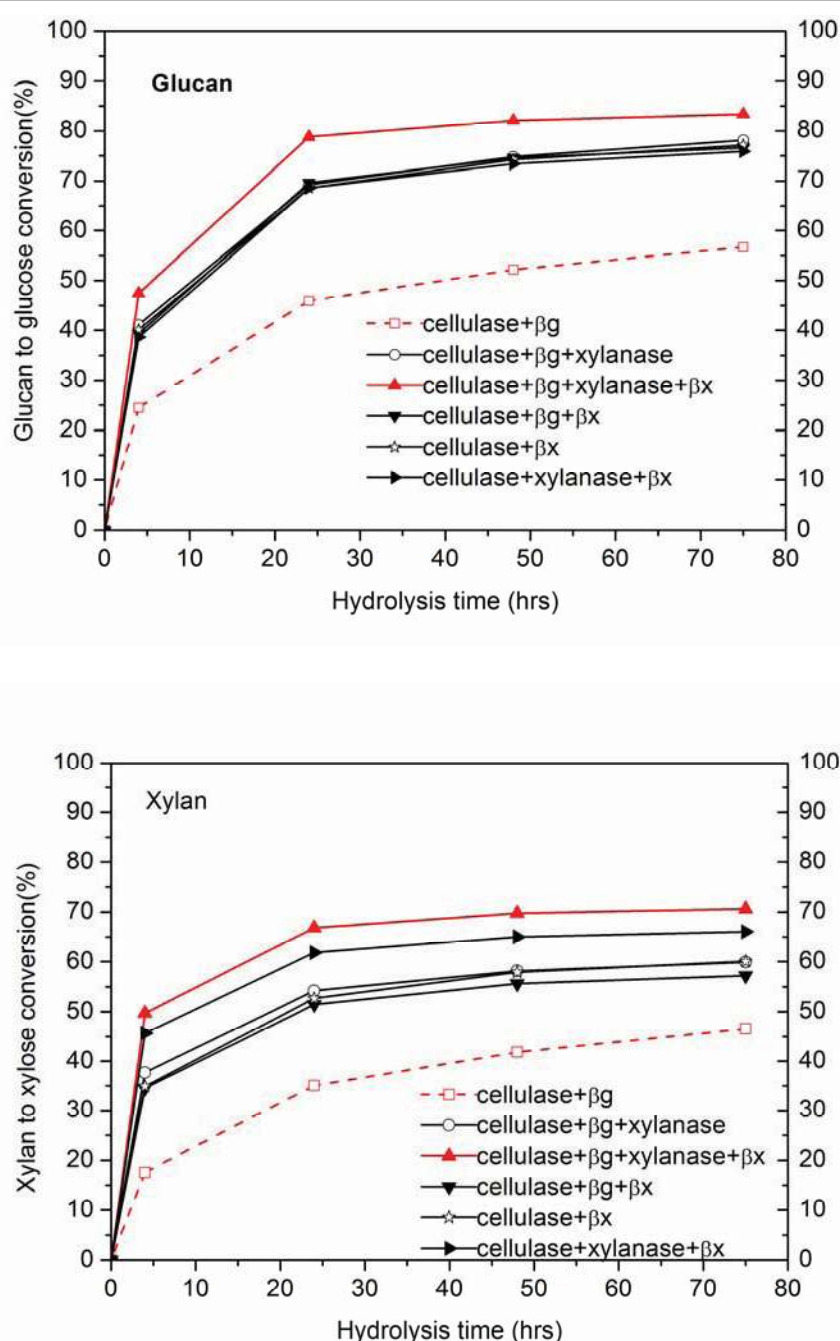 Glucan
Glucan to glucose conversion(%)
100
90
80
70
60
50
40
30
20
10
0
100
90
80
70
60
50
40
30
20
10
0
cellulase+βg
cellulase+βg+xylanase
cellulase+βg+xylanase+βx
cellulase+βg+βx
cellulase+βx
cellulase+xylanase+βx
0 10 20 30 40 50 60 70 80
Hydrolysis time (hrs)
Xylan
Xylan to xylose conversion(%)
100
90
80
70
60
50
40
30
20
10
0
100
90
80
70
60
50
40
30
20
10
0
cellulase+βg
cellulase+βg+xylanase
cellulase+βg+xylanase+βx
cellulase+βg+βx
cellulase+βx
cellulase+xylanase+βx
0 10 20 30 40 50 60 70 80
Hydrolysis time (hrs)